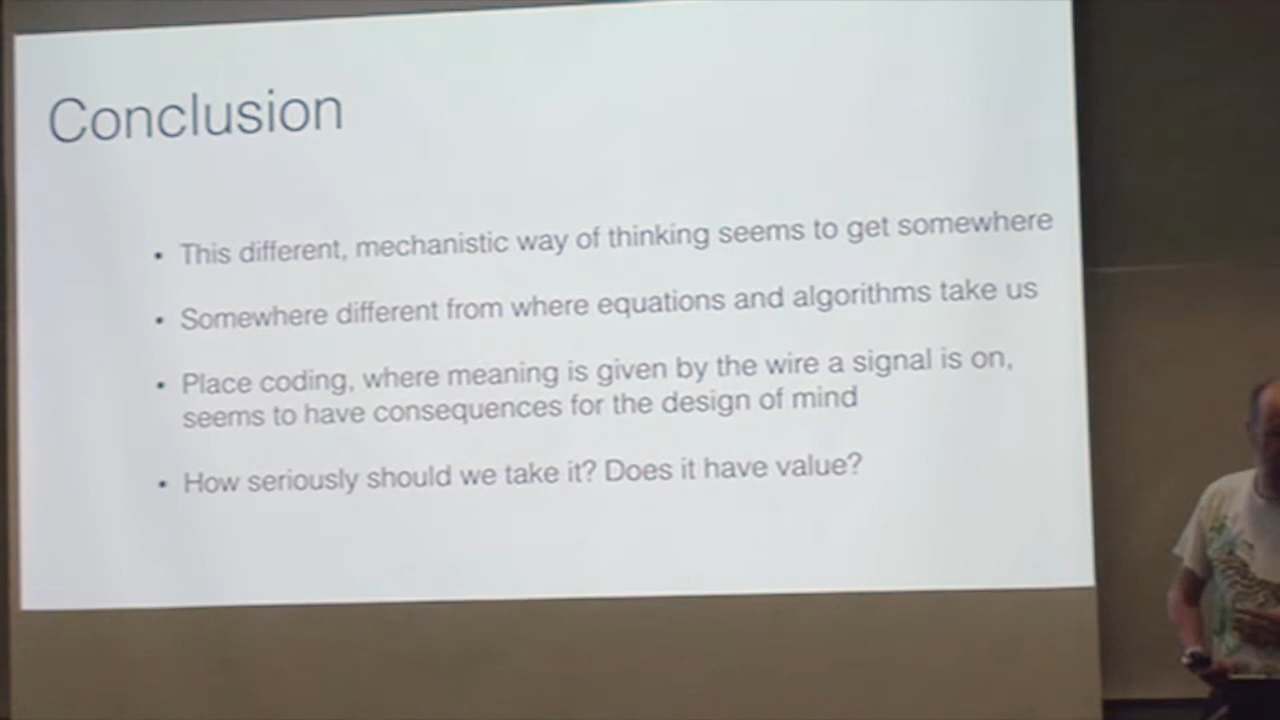 Conclusion
• This different, mechanistic way of thinking seems to get somewhere
• Somewhere different from where equations and algorithms take us
• Place coding, where meaning is given by the wire a signal is on,
seems to have consequences for the design of mind
• How seriously should we take it? Does it have value?